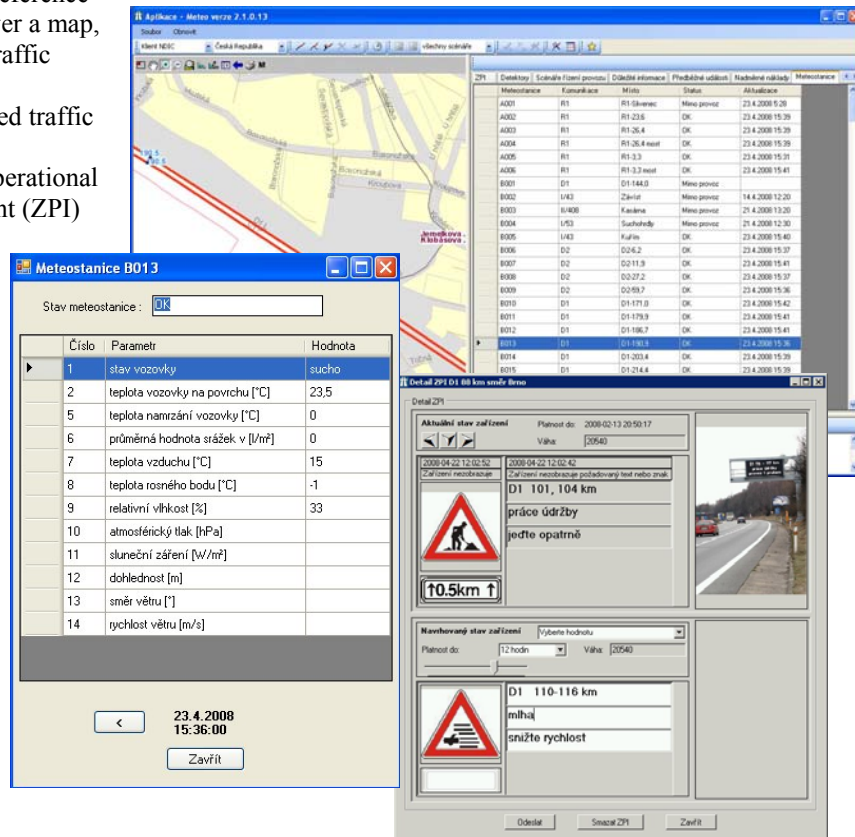 eference
er a map,
affic
ed traffic
perational
nt (ZPI)
Aplikace - Meteo verze 2.1.0.13
Soubor Obnovit
Klient NDIC Česká Republika všechny scénáře
M
ZPI Detektory Scénáře řízení provozu Důležité informace Předběžné události Nadměrné náklady Meteostanice
Meteostanice Komunikace Místo Status Aktualizace
A001 R1 R1-Slivenec Mimo provoz 23.4.2008 5:28
A002 R1 R1-23,6 OK 23.4.2008 15:39
A003 R1 R1-26,4 OK 23.4.2008 15:39
A004 R1 R1-26,4 most OK 23.4.2008 15:39
A005 R1 R1-3,3 OK 23.4.2008 15:31
A006 R1 R1-3,3 most OK 23.4.2008 15:41
B001 D1 D1-144,0 Mimo provoz
B002 I/43 Závist Mimo provoz 14.4.2008 12:20
B003 II/408 Kasárna Mimo provoz 21.4.2008 13:20
B004 I/53 Suchohrdly Mimo provoz 21.4.2008 12:30
B005 I/43 Kuřim OK 23.4.2008 15:40
B006 D2 D2-6,2 OK 23.4.2008 15:37
B007 D2 D2-11,9 OK 23.4.2008 15:41
B008 D2 D2-27,2 OK 23.4.2008 15:37
B009 D2 D2-59,7 OK 23.4.2008 15:36
B010 D1 D1-171,0 OK 23.4.2008 15:42
B011 D1 D1-179,9 OK 23.4.2008 15:41
B012 D1 D1-186,7 OK 23.4.2008 15:41
B013 D1 D1-190,9 OK 23.4.2008 15:36
B014 D1 D1-203,4 OK 23.4.2008 15:39
B015 D1 D1-214,4 OK 23.4.2008 15:39
190.5
90.5
Bosonožská
Bosonožská
Kroupova
Kroupova
Jemelkova
Klobásova
D1
Meteostanice B013
Stav meteostanice : OK
Číslo Parametr Hodnota
1 stav vozovky sucho
2 teplota vozovky na povrchu [°C] 23,5
5 teplota namrzání vozovky [°C] 0
6 průměrná hodnota srážek v [l/m²] 0
7 teplota vzduchu [°C] 15
8 teplota rosného bodu [°C] -1
9 relativní vlhkost [%] 33
10 atmosférický tlak [hPa]
11 sluneční záření [W/m²]
12 dohlednost [m]
13 směr větru [°]
14 rychlost větru [m/s]
<
23.4.2008
15:36:00
Zavřít
Detail ZPI D1 88 km směr Brno
Detail ZPI
Aktuální stav zařízení Platnost do: 2008-02-13 20:50:17
Váha: 20540
2008-04-22 12:02:52 2008-04-22 12:02:42
Zařízení nezobrazuje Zařízení nezobrazuje požadovaný text nebo znak.
D1 101, 104 km
práce údržby
jeďte opatrně
↑0.5km ↑
Navrhovaný stav zařízení Vyberte hodnotu
Platnost do: 12 hodin Váha: 20540
D1 110-116 km
mlha
snižte rychlost
Odeslat Smazat ZPI Zavřít